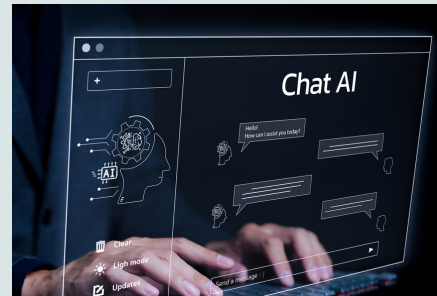 +
Chat AI
Hello!
How can I assist you today?
AI
Clear
Ligh mode
Updates
Send a message